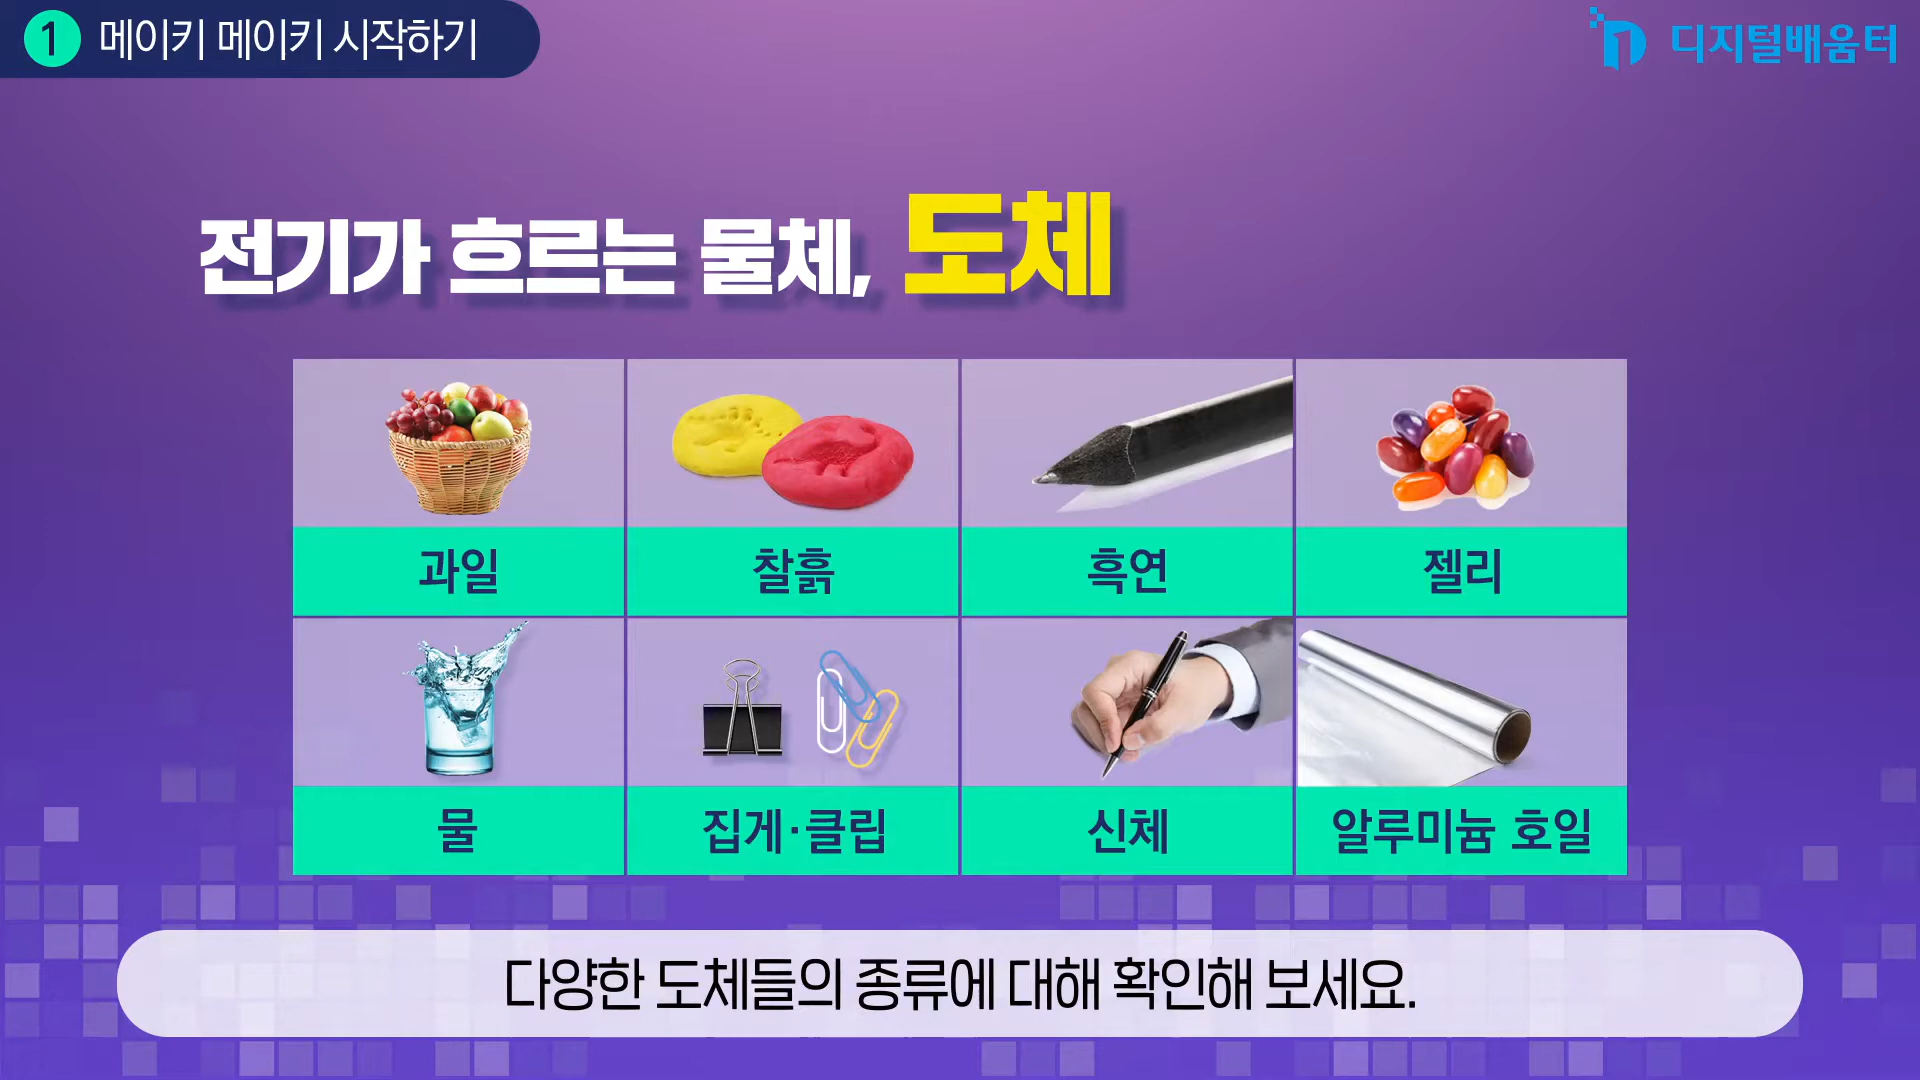 1 메이키 메이키 시작하기
디지털배움터
전기가 흐르는 물체, 도체
과일
찰흙
흑연
젤리
물
집게·클립
신체
알루미늄 호일
다양한 도체들의 종류에 대해 확인해 보세요.